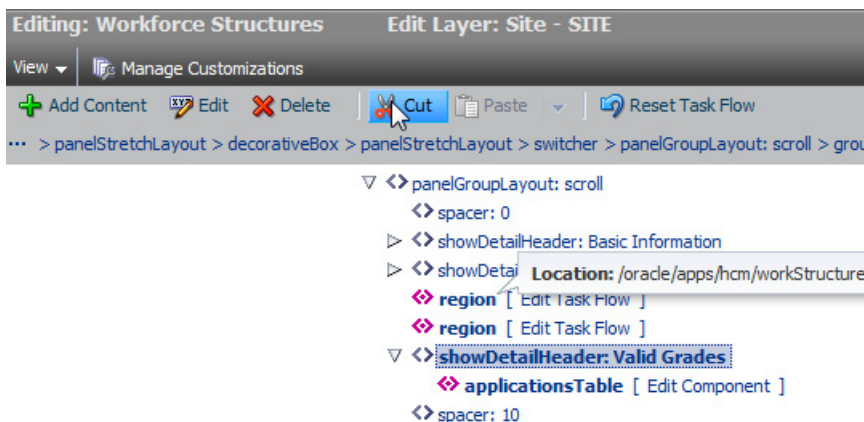 Editing: Workforce Structures Edit Layer: Site - SITE
View Manage Customizations
Add Content Edit Delete Cut Paste Reset Task Flow
... > panelStretchLayout > decorativeBox > panelStretchLayout > switcher > panelGroupLayout: scroll > grou
panelGroupLayout: scroll
spacer: 0
showDetailHeader: Basic Information
showDetai Location: /oracle/apps/hcm/workStructure
region [ Edit Task Flow ]
region [ Edit Task Flow ]
showDetailHeader: Valid Grades
applicationsTable [ Edit Component ]
spacer: 10